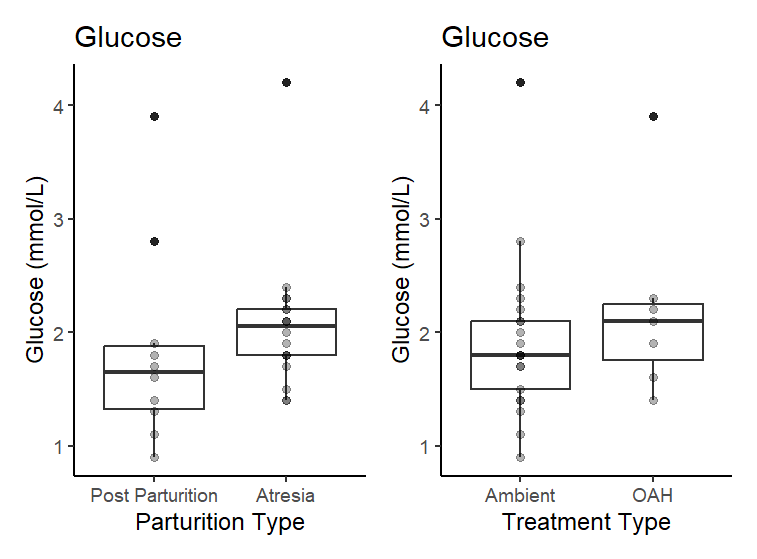 Glucose
Glucose (mmol/L)
4
3
2
1
Post Parturition Atresia
Parturition Type
Glucose
Glucose (mmol/L)
4
3
2
1
Ambient OAH
Treatment Type